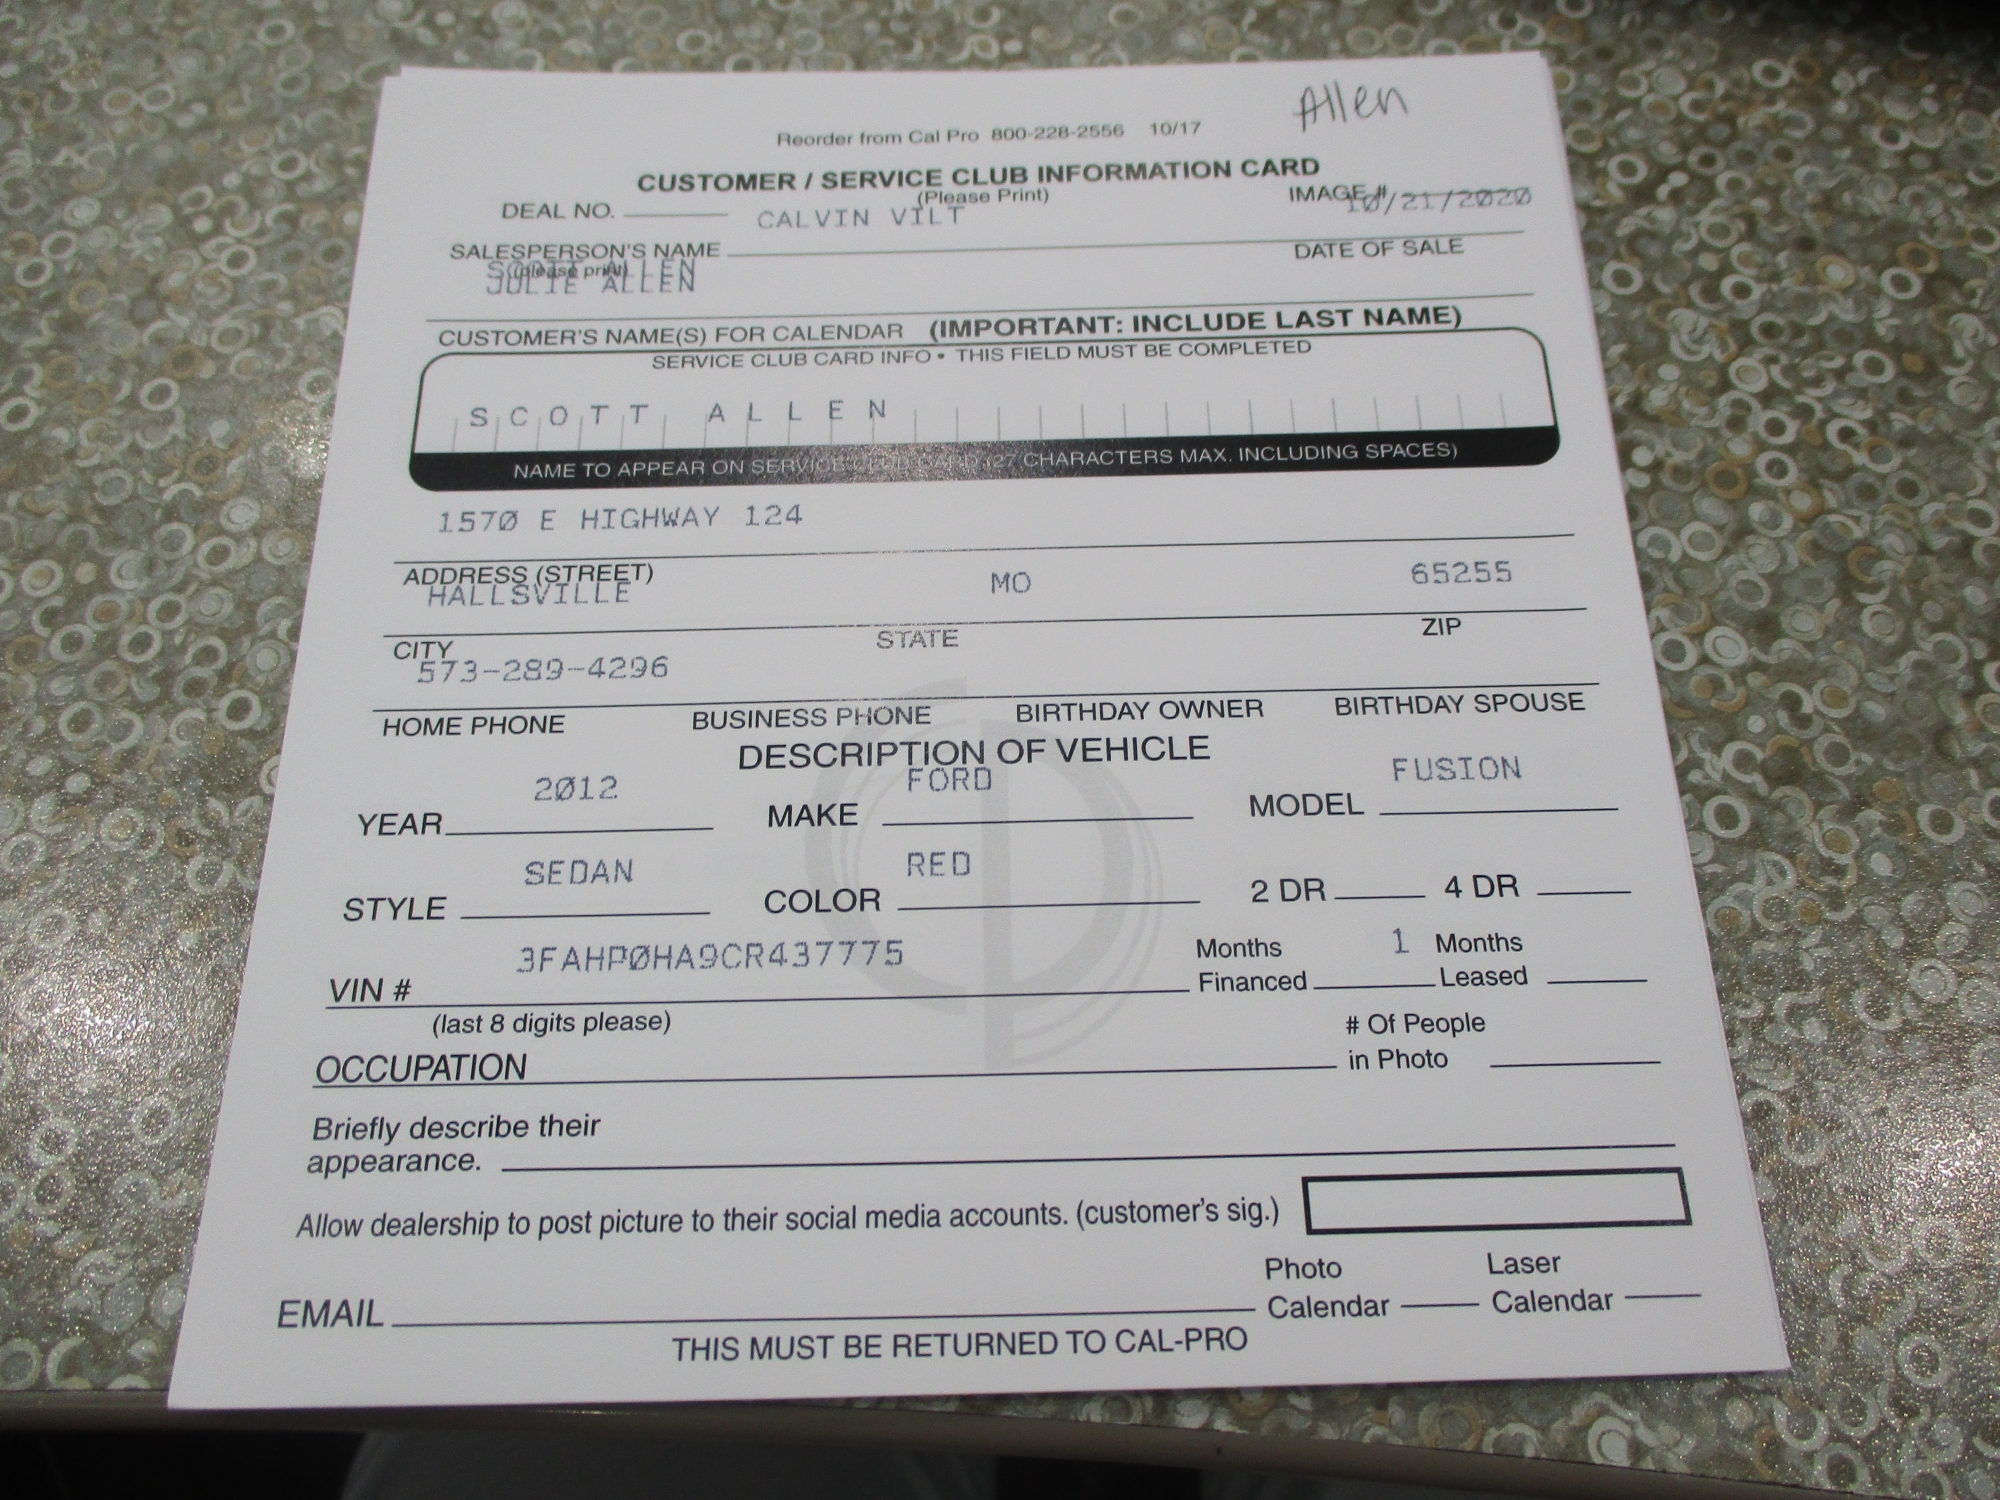 Allen
Reorder from Cal Pro 800-228-2556 10/17
CUSTOMER / SERVICE CLUB INFORMATION CARD
(Please Print)
DEAL NO. CALVIN VILT IMAGE # 10/21/2020
SALESPERSON'S NAME DATE OF SALE
(please print)
SCOTT ALLEN
JULIE ALLEN
CUSTOMER'S NAME(S) FOR CALENDAR (IMPORTANT: INCLUDE LAST NAME)
SERVICE CLUB CARD INFO • THIS FIELD MUST BE COMPLETED
SCOTT ALLEN
NAME TO APPEAR ON SERVICE CLUB CARD (27 CHARACTERS MAX. INCLUDING SPACES)
1570 E HIGHWAY 124
ADDRESS (STREET)
HALLSVILLE MO 65255
CITY STATE ZIP
573-289-4296
HOME PHONE BUSINESS PHONE BIRTHDAY OWNER BIRTHDAY SPOUSE
DESCRIPTION OF VEHICLE
2012 FORD FUSION
YEAR MAKE MODEL
SEDAN RED
STYLE COLOR 2 DR 4 DR
3FAHP0HA9CR437775 Months 1 Months
VIN # Financed Leased
(last 8 digits please) # Of People
OCCUPATION in Photo
Briefly describe their
appearance.
Allow dealership to post picture to their social media accounts. (customer's sig.)
Photo Laser
EMAIL Calendar Calendar
THIS MUST BE RETURNED TO CAL-PRO